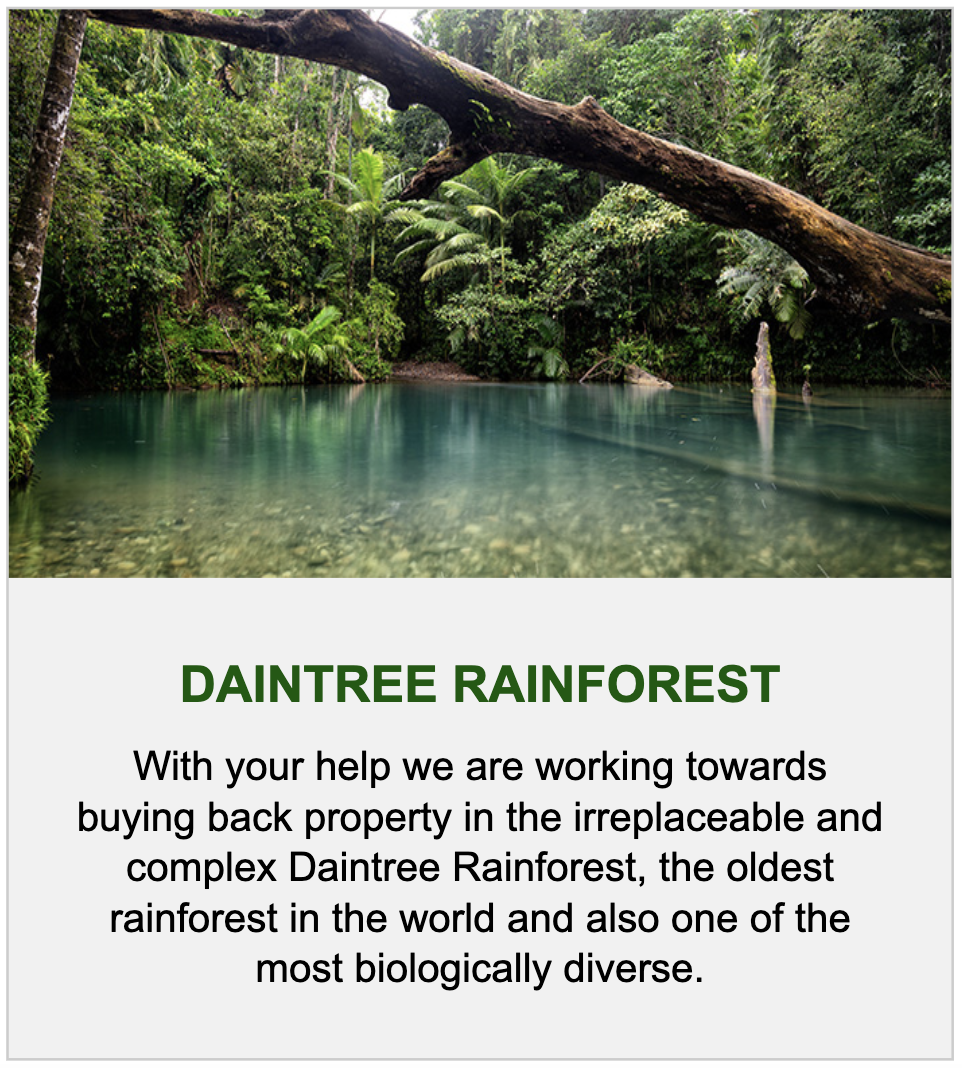 DAINTREE RAINFOREST
With your help we are working towards
buying back property in the irreplaceable and
complex Daintree Rainforest, the oldest
rainforest in the world and also one of the
most biologically diverse.